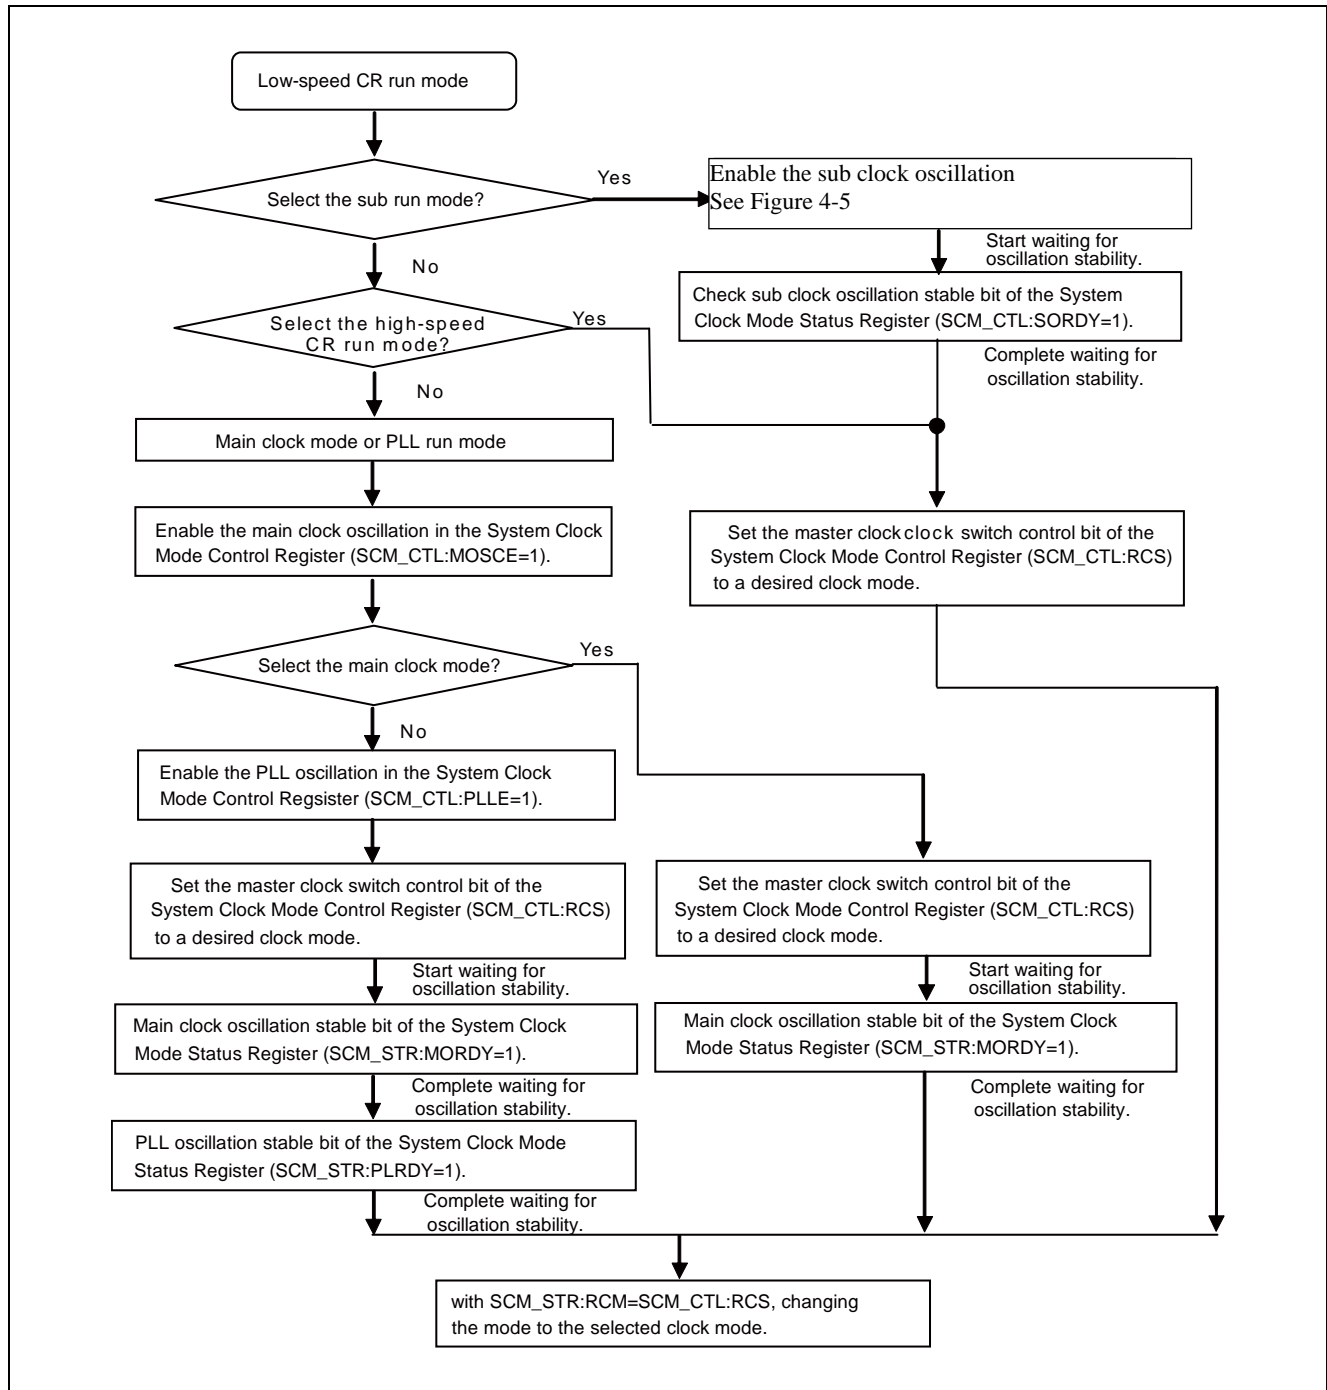 Low-speed CR run mode
Select the sub run mode?
Yes
Enable the sub clock oscillation
See Figure 4-5
No
Start waiting for
oscillation stability.
Check sub clock oscillation stable bit of the System
Clock Mode Status Register (SCM_CTL:SORDY=1).
Select the high-speed
CR run mode?
Yes
Complete waiting for
oscillation stability.
No
Main clock mode or PLL run mode
Enable the main clock oscillation in the System Clock
Mode Control Register (SCM_CTL:MOSCE=1).
Set the master clock clock switch control bit of the
System Clock Mode Control Register (SCM_CTL:RCS)
to a desired clock mode.
Select the main clock mode?
Yes
No
Enable the PLL oscillation in the System Clock
Mode Control Regsister (SCM_CTL:PLLE=1).
Set the master clock switch control bit of the
System Clock Mode Control Register (SCM_CTL:RCS)
to a desired clock mode.
Start waiting for
oscillation stability.
Main clock oscillation stable bit of the System Clock
Mode Status Register (SCM_STR:MORDY=1).
Complete waiting for
oscillation stability.
PLL oscillation stable bit of the System Clock Mode
Status Register (SCM_STR:PLRDY=1).
Complete waiting for
oscillation stability.
Set the master clock switch control bit of the
System Clock Mode Control Register (SCM_CTL:RCS)
to a desired clock mode.
Start waiting for
oscillation stability.
Main clock oscillation stable bit of the System Clock
Mode Status Register (SCM_STR:MORDY=1).
Complete waiting for
oscillation stability.
with SCM_STR:RCM=SCM_CTL:RCS, changing
the mode to the selected clock mode.